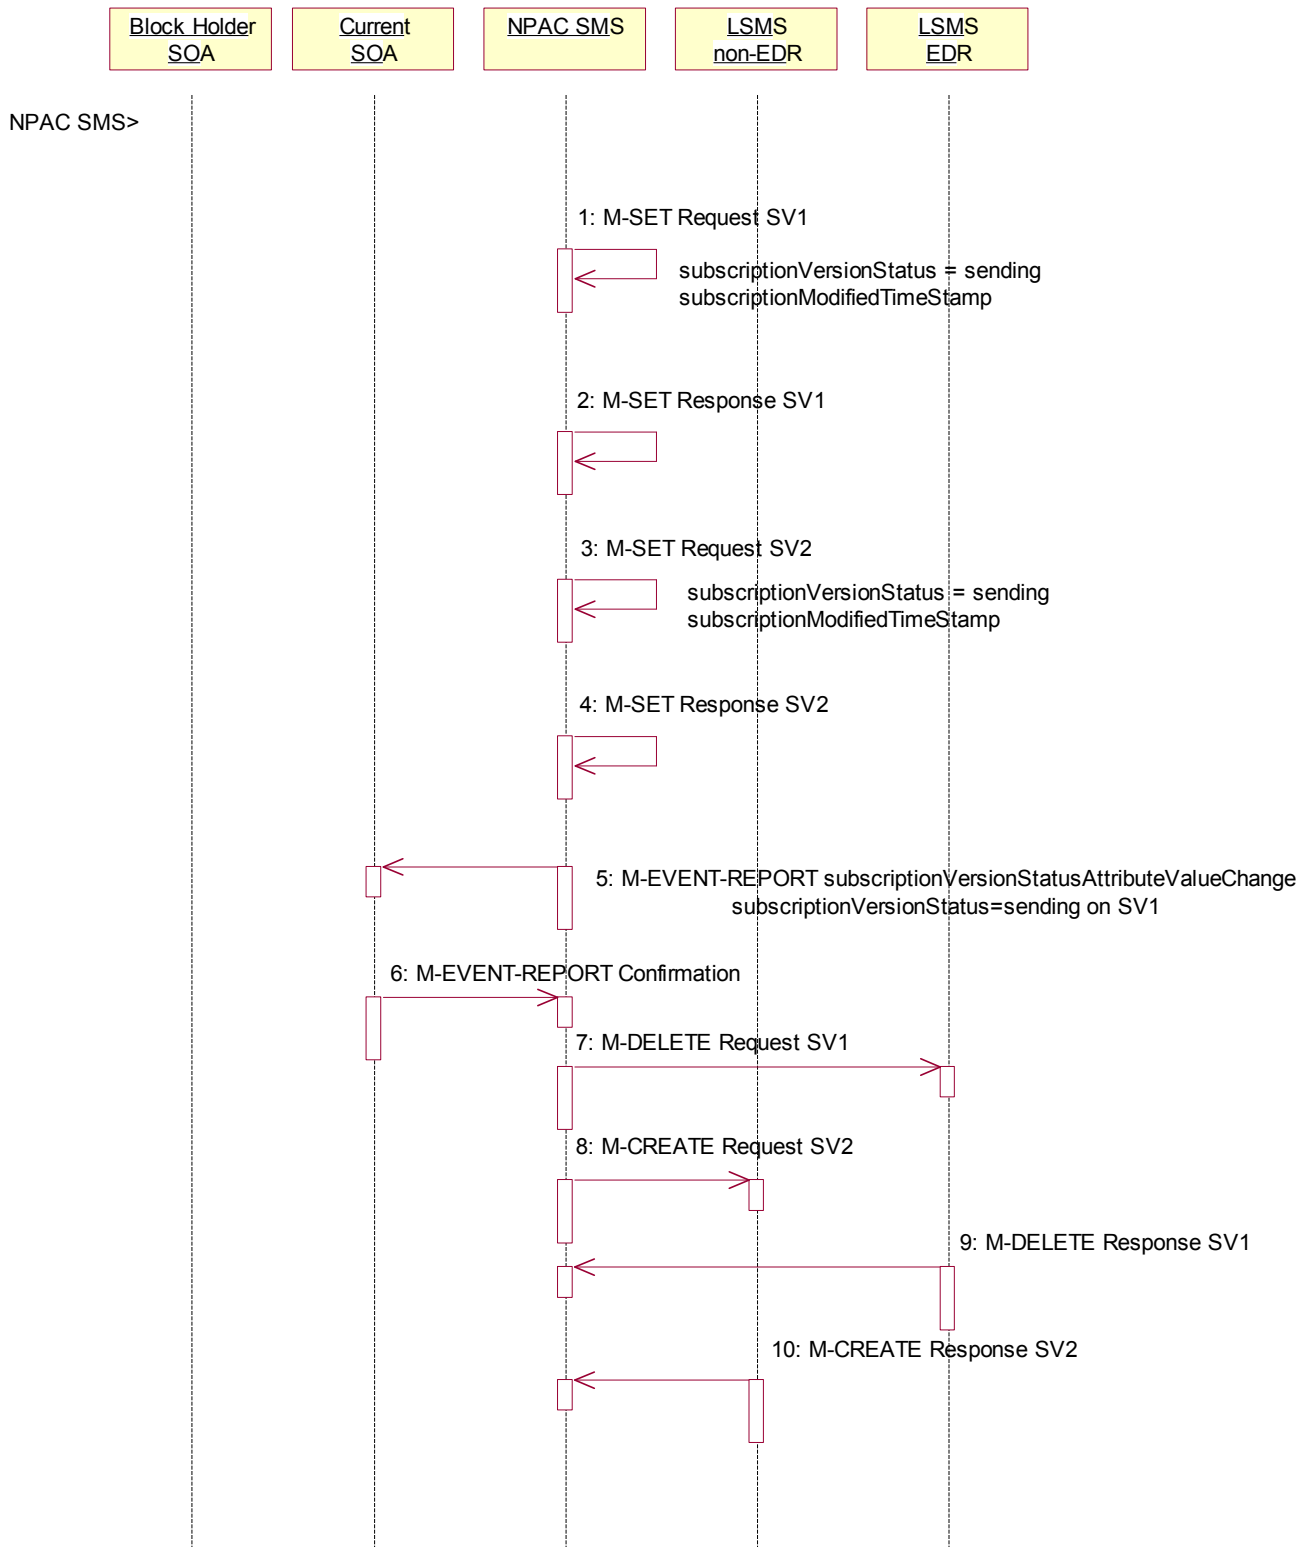 Block Holder
SOA
Current
SOA
NPAC SMS
LSMS
non-EDR
LSMS
EDR
NPAC SMS>
1: M-SET Request SV1
subscriptionVersionStatus = sending
subscriptionModifiedTimeStamp
2: M-SET Response SV1
3: M-SET Request SV2
subscriptionVersionStatus = sending
subscriptionModifiedTimeStamp
4: M-SET Response SV2
5: M-EVENT-REPORT subscriptionVersionStatusAttributeValueChange
subscriptionVersionStatus=sending on SV1
6: M-EVENT-REPORT Confirmation
7: M-DELETE Request SV1
8: M-CREATE Request SV2
9: M-DELETE Response SV1
10: M-CREATE Response SV2